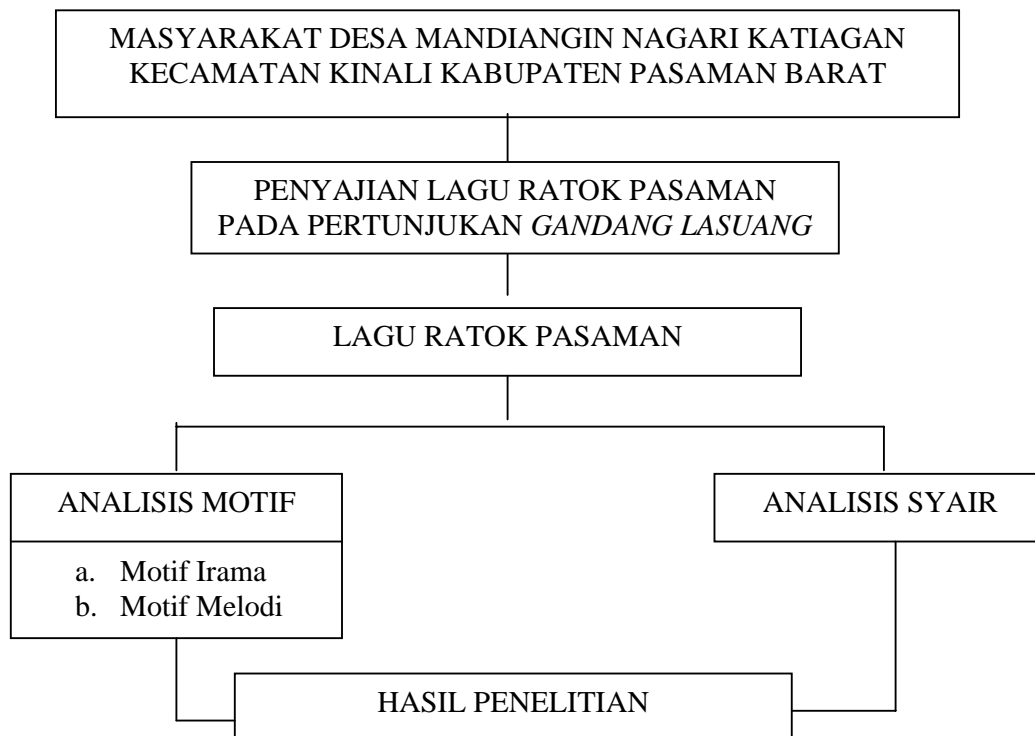 MASYARAKAT DESA MANDIANGIN NAGARI KATIAGAN
KECAMATAN KINALI KABUPATEN PASAMAN BARAT
PENYAJIAN LAGU RATOK PASAMAN
PADA PERTUNJUKAN GANDANG LASUANG
LAGU RATOK PASAMAN
ANALISIS MOTIF
a. Motif Irama
b. Motif Melodi
ANALISIS SYAIR
HASIL PENELITIAN